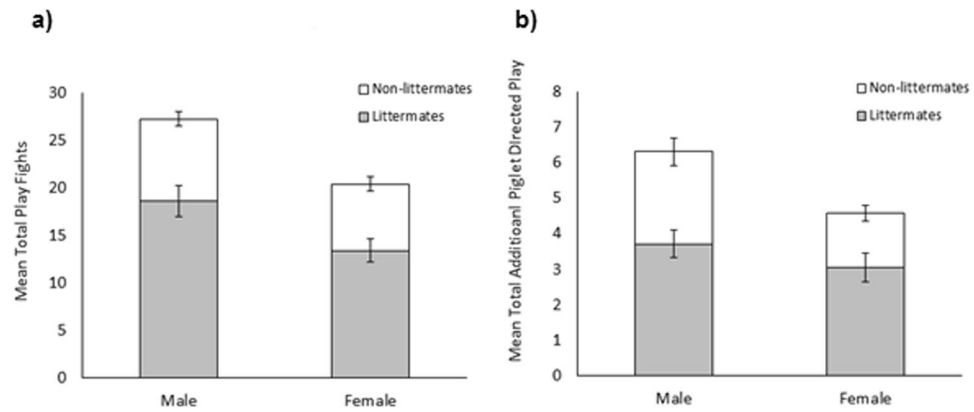 a)
Mean Total Play Fights
30
25
20
15
10
5
0
Non-littermates
Littermates
Male
Female
b)
Mean Total Additioanl Piglet Directed Play
8
7
6
5
4
3
2
1
0
Non-littermates
Littermates
Male
Female